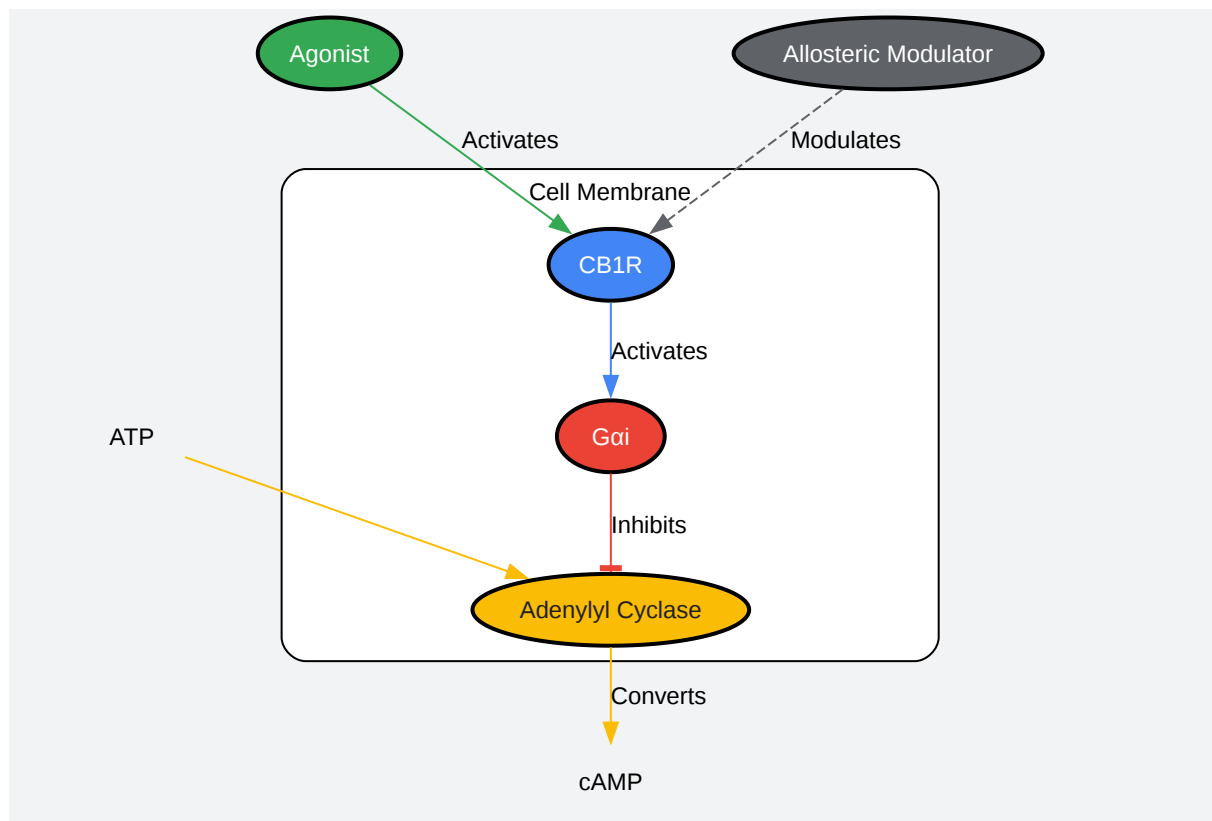 Agonist
Allosteric Modulator
Activates
Modulates
Cell Membrane
CB1R
Activates
ATP
Gαi
Inhibits
Adenylyl Cyclase
Converts
cAMP